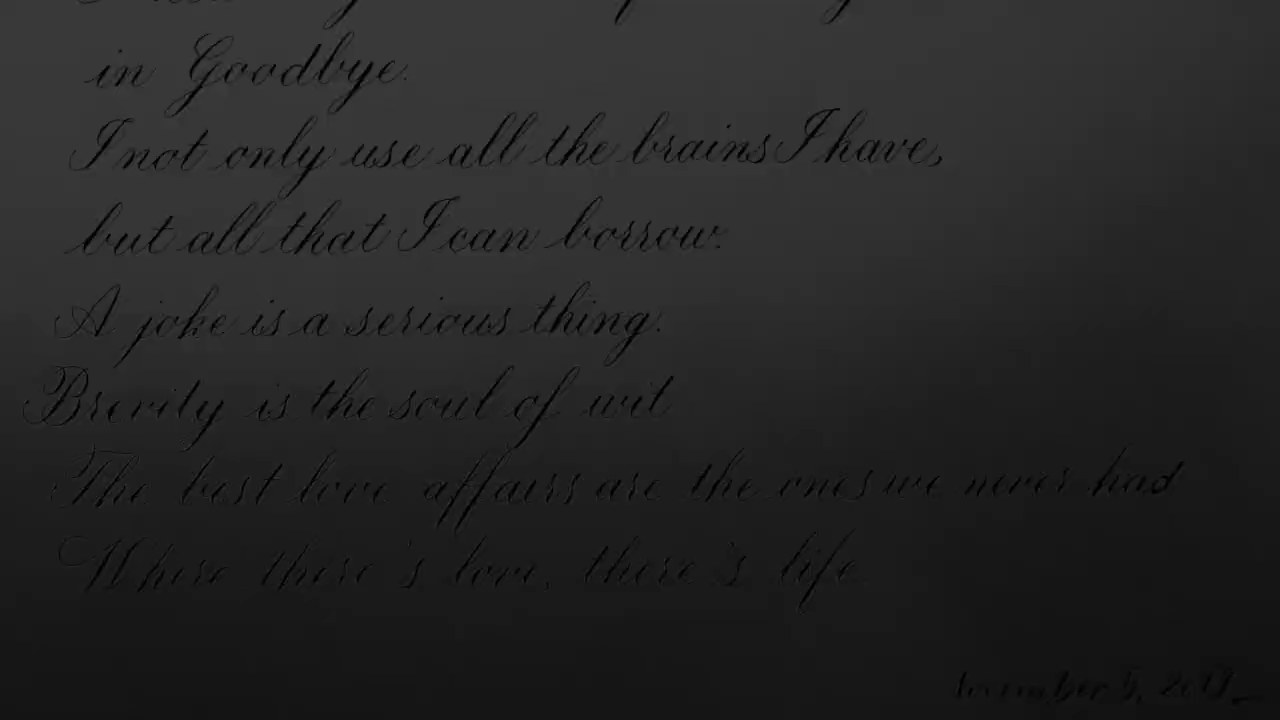 in Goodbye.
I not only use all the brains I have,
but all that I can borrow.
A joke is a serious thing.
Brevity is the soul of wit
The best love affairs are the ones we never had
Where there's love, there's life
5,